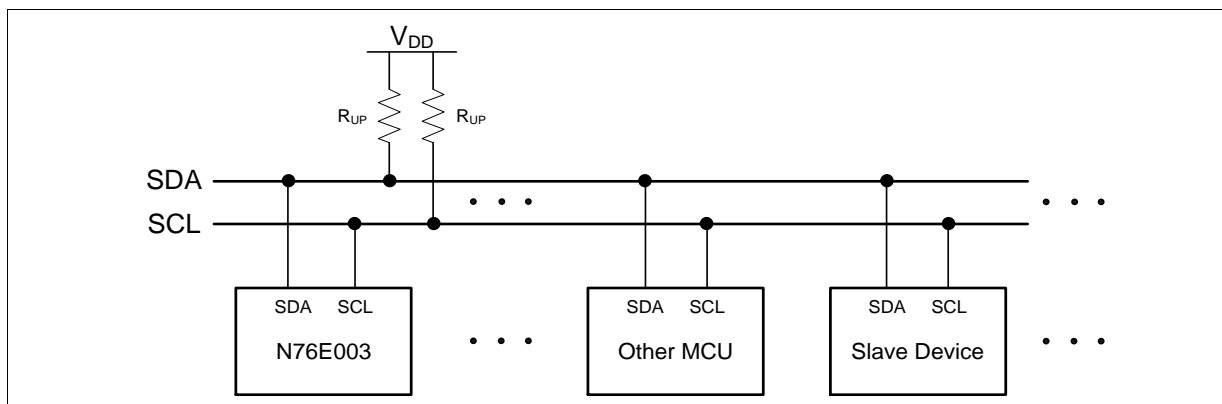 VDD
RUP RUP
SDA
SCL
SDA SCL SDA SCL SDA SCL
N76E003 Other MCU Slave Device